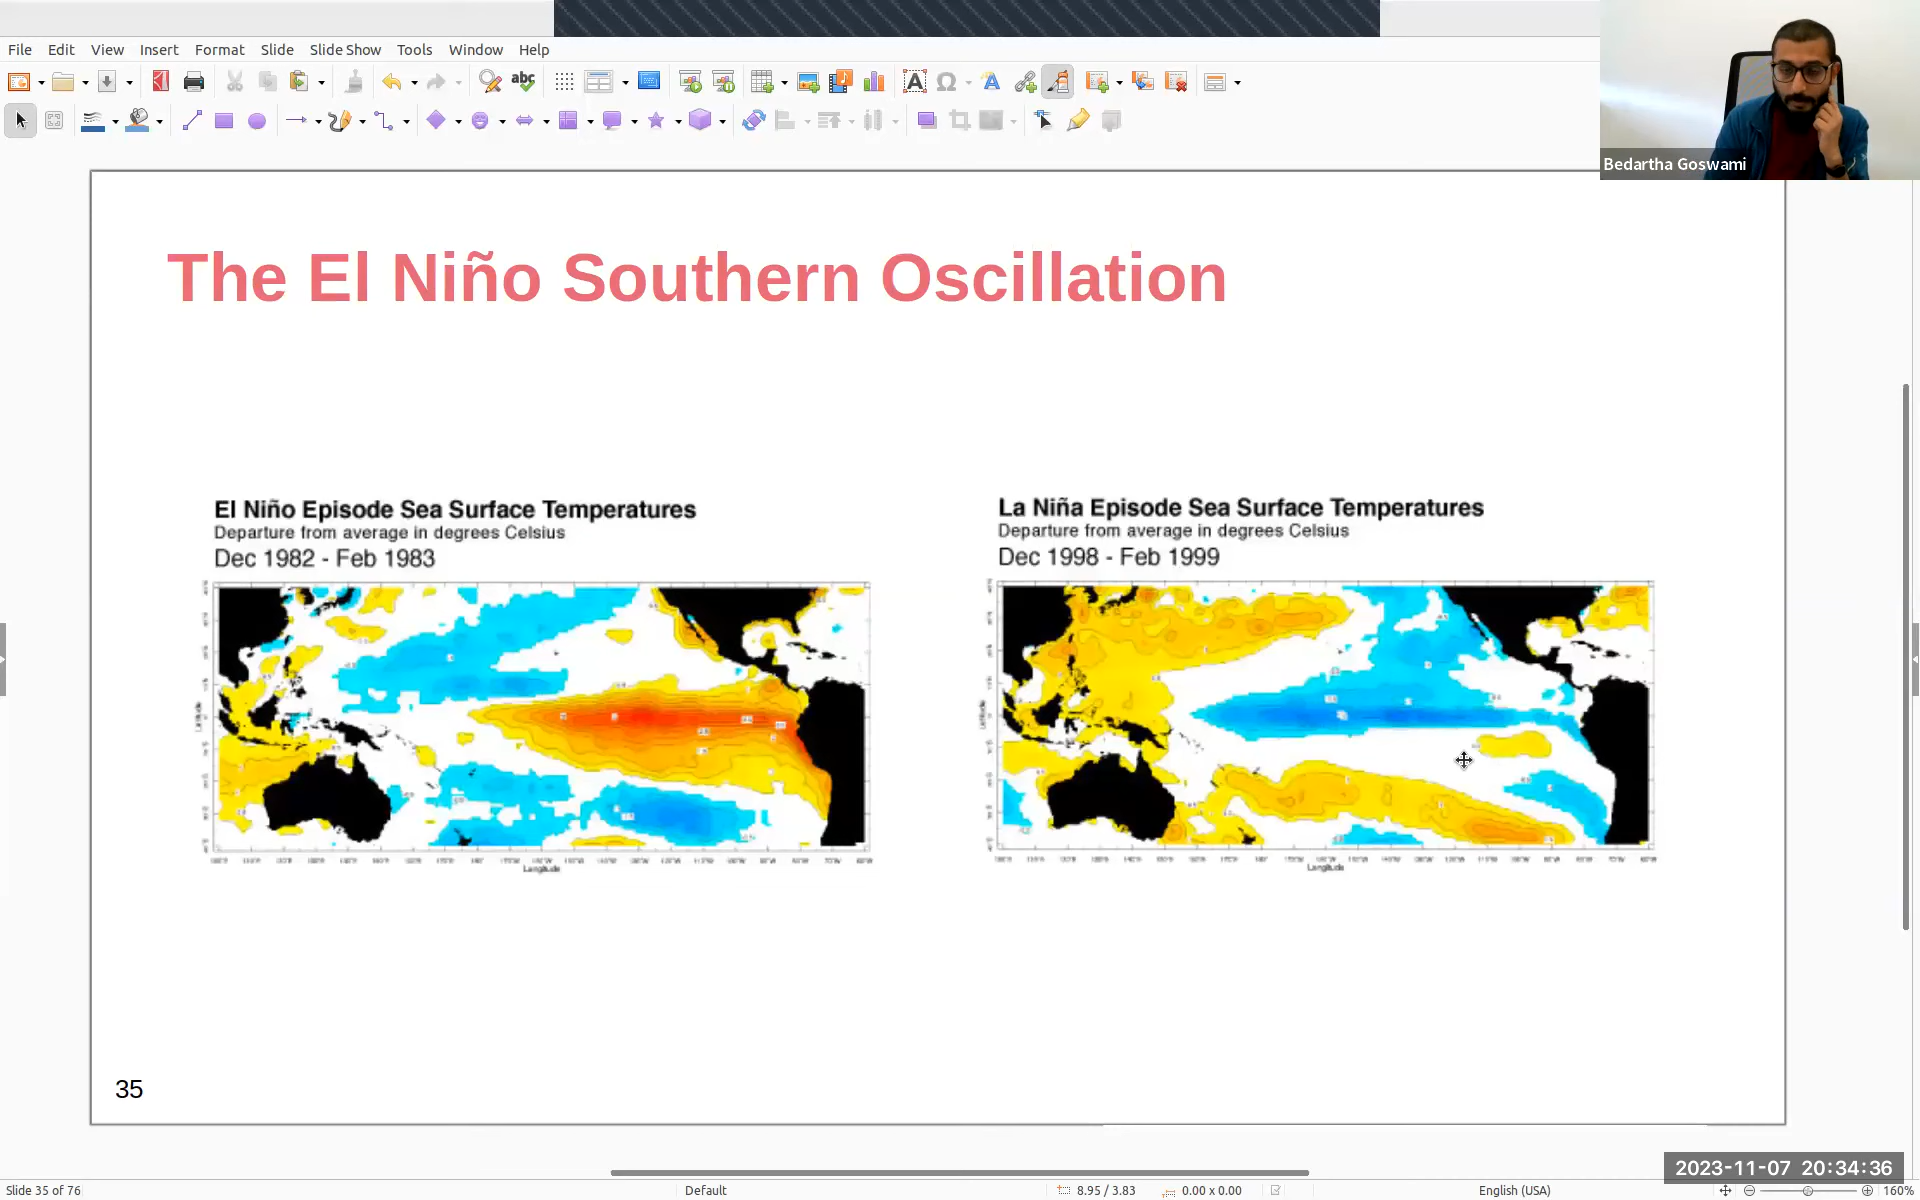 File Edit View Insert Format Slide Slide Show Tools Window Help
Bedartha Goswami
The El Niño Southern Oscillation
El Niño Episode Sea Surface Temperatures
Departure from average in degrees Celsius
Dec 1982 - Feb 1983
Longitude
La Niña Episode Sea Surface Temperatures
Departure from average in degrees Celsius
Dec 1998 - Feb 1999
Longitude
35
2023-11-07 20:34:36
Slide 35 of 76
Default
8.95 / 3.83
0.00 x 0.00
English (USA)
160%